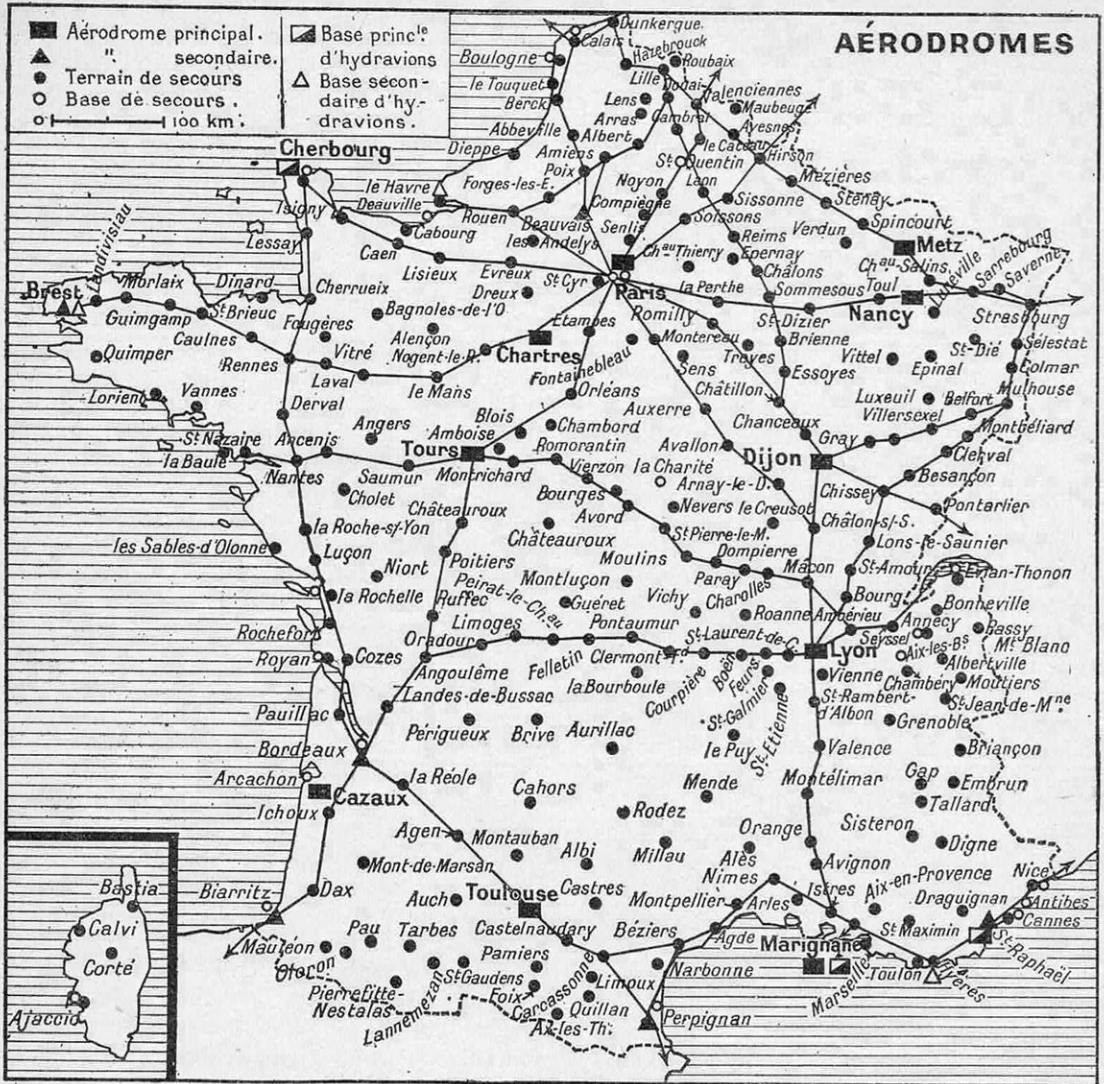 AÉRODROMES
Aérodrome principal.
" secondaire.
Terrain de secours
Base de secours.
100 km.
Base princle.
d'hydravions
Base secon-
daire d'hy-
dravions.
Dunkerque
Calais
Hazebrouck
Roubaix
Boulogne
Lille
Douai
le Touquet
Valenciennes
Berck
Lens
Maubeuge
Arras
Cambrai
Avesnes
Abbeville
Albert
le Cateau
Dieppe
Amiens
St Quentin
Hirson
Cherbourg
Poix
Mézières
le Havre
Forges-les-E.
Noyon
Laon
Stenay
Deauville
Isigny
Rouen
Beauvais
Compiègne
Sissonne
Spincourt
Cabourg
Soissons
Verdun
Lessay
les Andelys
Senlis
Reims
Metz
Caen
Chau Thierry
Epernay
Chau-Salins
Sarrebourg
Landivisiau
Lisieux
Evreux
Châlons
Lunéville
Saverne
Brest
Morlaix
Dinard
Cherrueix
Dreux
St Cyr
Paris
la Perthe
Sommesous
Toul
Guimgamp
St Brieuc
Bagnoles-de-l'O.
Nancy
Strasbourg
Fougères
Etampes
Romilly
St-Dizier
Caulnes
Alençon
Chartres
Montereau
Brienne
St-Dié
Sélestat
Quimper
Vitré
Nogent-le-R.
Fontainebleau
Troyes
Vittel
Epinal
Colmar
Rennes
Laval
Sens
Essoyes
le Mans
Orléans
Châtillon
Luxeuil
Belfort
Mulhouse
Lorient
Vannes
Derval
Auxerre
Villersexel
Blois
Chambord
Chanceaux
Montbéliard
Angers
Amboise
Gray
St Nazaire
Ancenis
Tours
Romorantin
Avallon
Dijon
Clerval
la Baule
Montrichard
Vierzon
la Charité
Besançon
Nantes
Saumur
Arnay-le-D.
Chissey
Cholet
Bourges
Nevers
le Creusot
Pontarlier
Châteauroux
Avord
Châlon-s/-S.
la Roche-s/-Yon
St Pierre-le-M.
Lons-le-Saunier
les Sables-d'Olonne
Châteauroux
Dompierre
Luçon
Poitiers
Moulins
Mâcon
St-Amour
Evian-Thonon
Niort
Peirat-le-Chau
Montluçon
Paray
la Rochelle
Vichy
Charolles
Bourg
Bonneville
Ruffec
Guéret
Roanne
Ambérieu
Annecy
Passy
Rochefort
Limoges
Pontaumur
Seyssel
Mt Blanc
Oradour
St-Laurent-de-C.
Lyon
Aix-les-Bs
Royan
Cozes
Felletin
Clermont-Fd
Boën
Albertville
Angoulême
Courpière
Feurs
Vienne
Chambéry
Moutiers
Landes-de-Bussac
la Bourboule
St-Galmier
St-Rambert-
d'Albon
St Jean-de-Mne
Pauillac
Périgueux
Brive
Aurillac
St-Etienne
Grenoble
Bordeaux
le Puy
Valence
Briançon
Arcachon
la Réole
Mende
Montélimar
Gap
Embrun
Cazaux
Cahors
Tallard
Ichoux
Rodez
Agen
Montauban
Orange
Sisteron
Digne
Mont-de-Marsan
Albi
Millau
Alès
Avignon
Bastia
Biarritz
Dax
Toulouse
Castres
Nimes
Istres
Aix-en-Provence
Nice
Auch
Montpellier
Arles
Draguignan
Antibes
Calvi
Castelnaudary
Béziers
Agde
St Maximin
Cannes
Mauléon
Pau
Tarbes
Marignane
Corté
Oloron
Pamiers
St-Raphaël
St Gaudens
Narbonne
Marseille
Toulon
Hyères
Pierrefitte-
Nestalas
Foix
Carcassonne
Limoux
Lannemezan
Quillan
Perpignan
Ajaccio
Ax-les-Th.